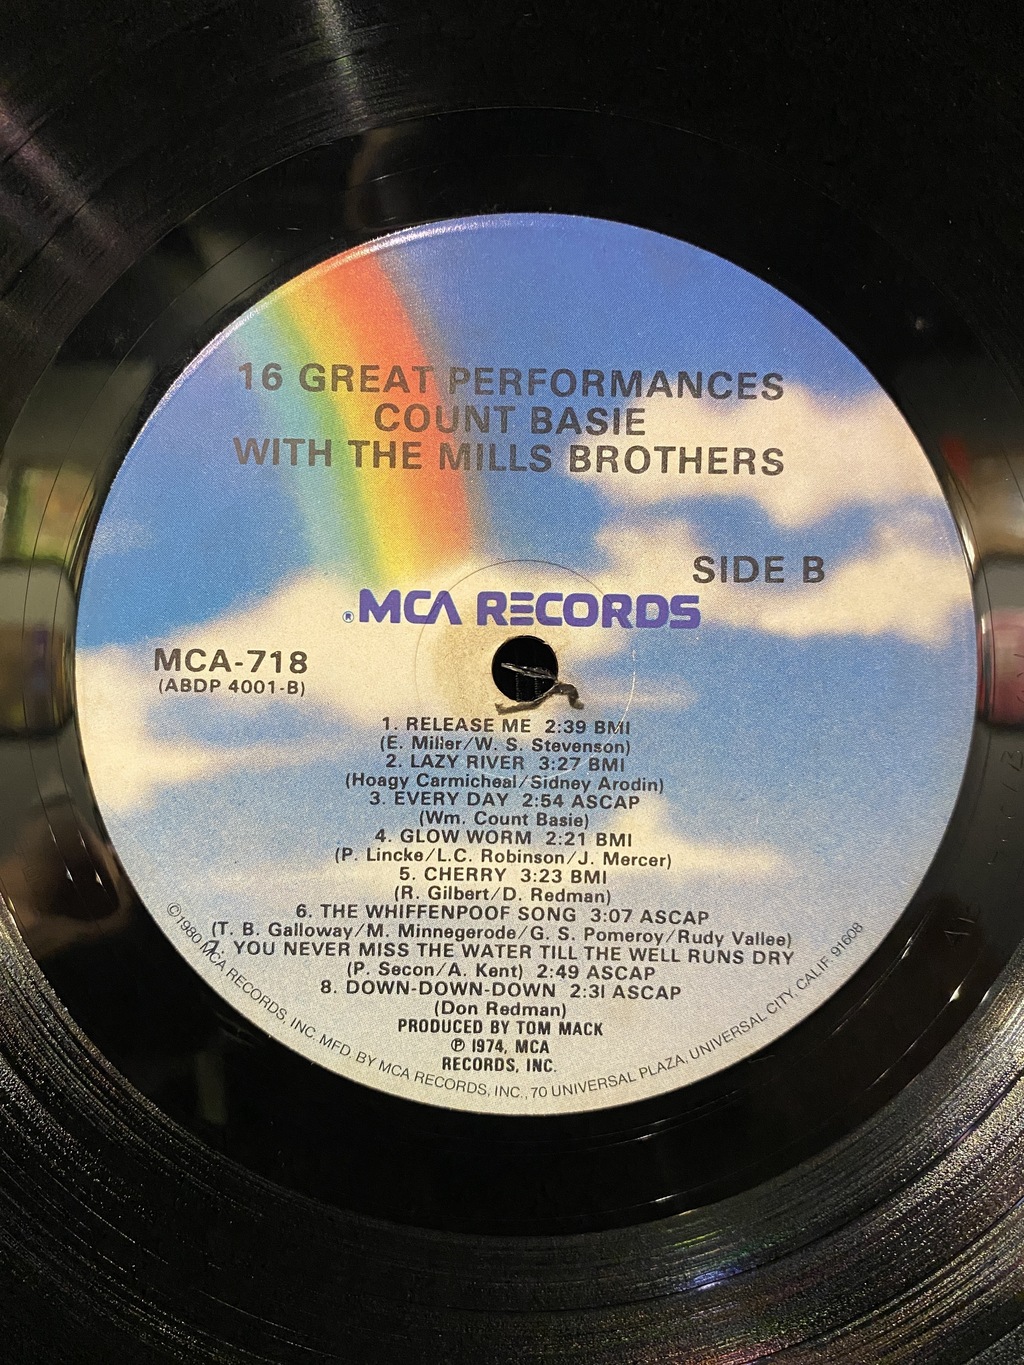 16 GREAT PERFORMANCES
COUNT BASIE
WITH THE MILLS BROTHERS
SIDE B
®MCA RECORDS
MCA-718
(ABDP 4001-B)
1. RELEASE ME 2:39 BMI
(E. Miller/W. S. Stevenson)
2. LAZY RIVER 3:27 BMI
(Hoagy Carmicheal/Sidney Arodin)
3. EVERY DAY 2:54 ASCAP
(Wm. Count Basie)
4. GLOW WORM 2:21 BMI
(P. Lincke/L.C. Robinson/J. Mercer)
5. CHERRY 3:23 BMI
(R. Gilbert/D. Redman)
6. THE WHIFFENPOOF SONG 3:07 ASCAP
(T. B. Galloway/M. Minnegerode/G. S. Pomeroy/Rudy Vallee)
7. YOU NEVER MISS THE WATER TILL THE WELL RUNS DRY
(P. Secon/A. Kent) 2:49 ASCAP
8. DOWN-DOWN-DOWN 2:31 ASCAP
(Don Redman)
PRODUCED BY TOM MACK
℗ 1974, MCA
RECORDS, INC.
©1980 MCA RECORDS, INC. MFD. BY MCA RECORDS, INC., 70 UNIVERSAL PLAZA, UNIVERSAL CITY, CALIF. 91608